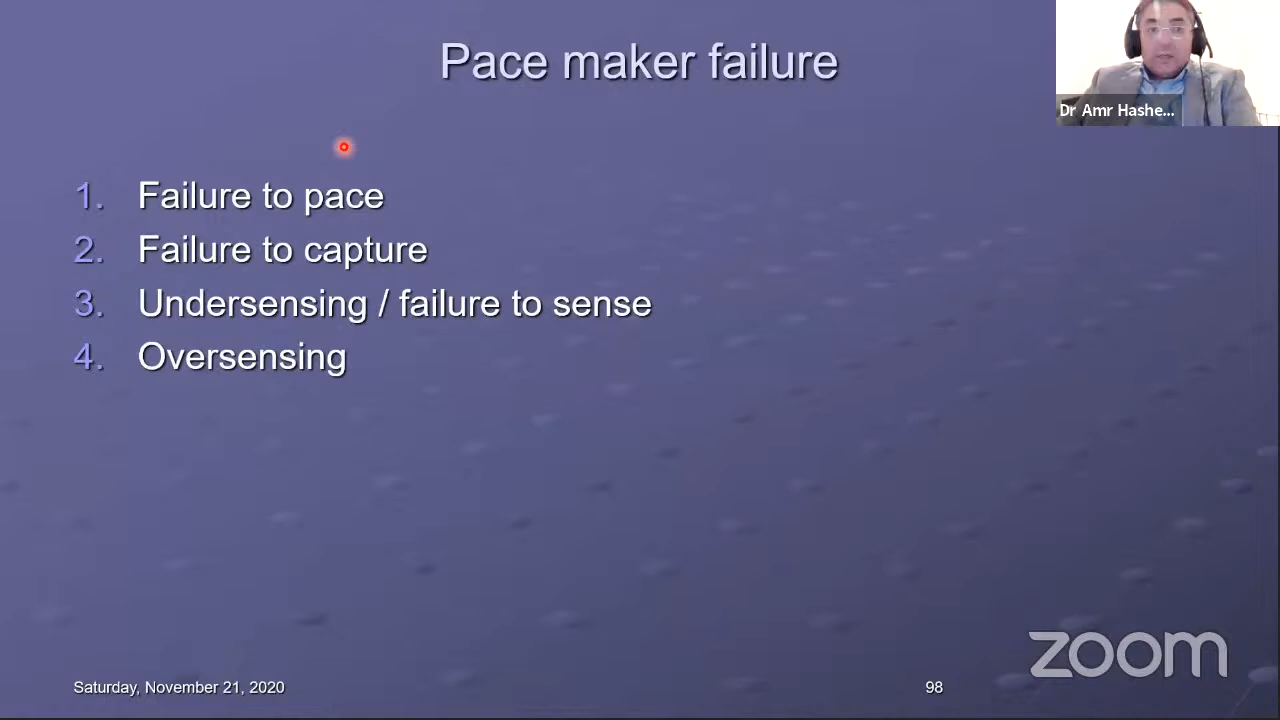 Pace maker failure
Dr Amr Hashe...
1. Failure to pace
2. Failure to capture
3. Undersensing / failure to sense
4. Oversensing
zoom
Saturday, November 21, 2020
98